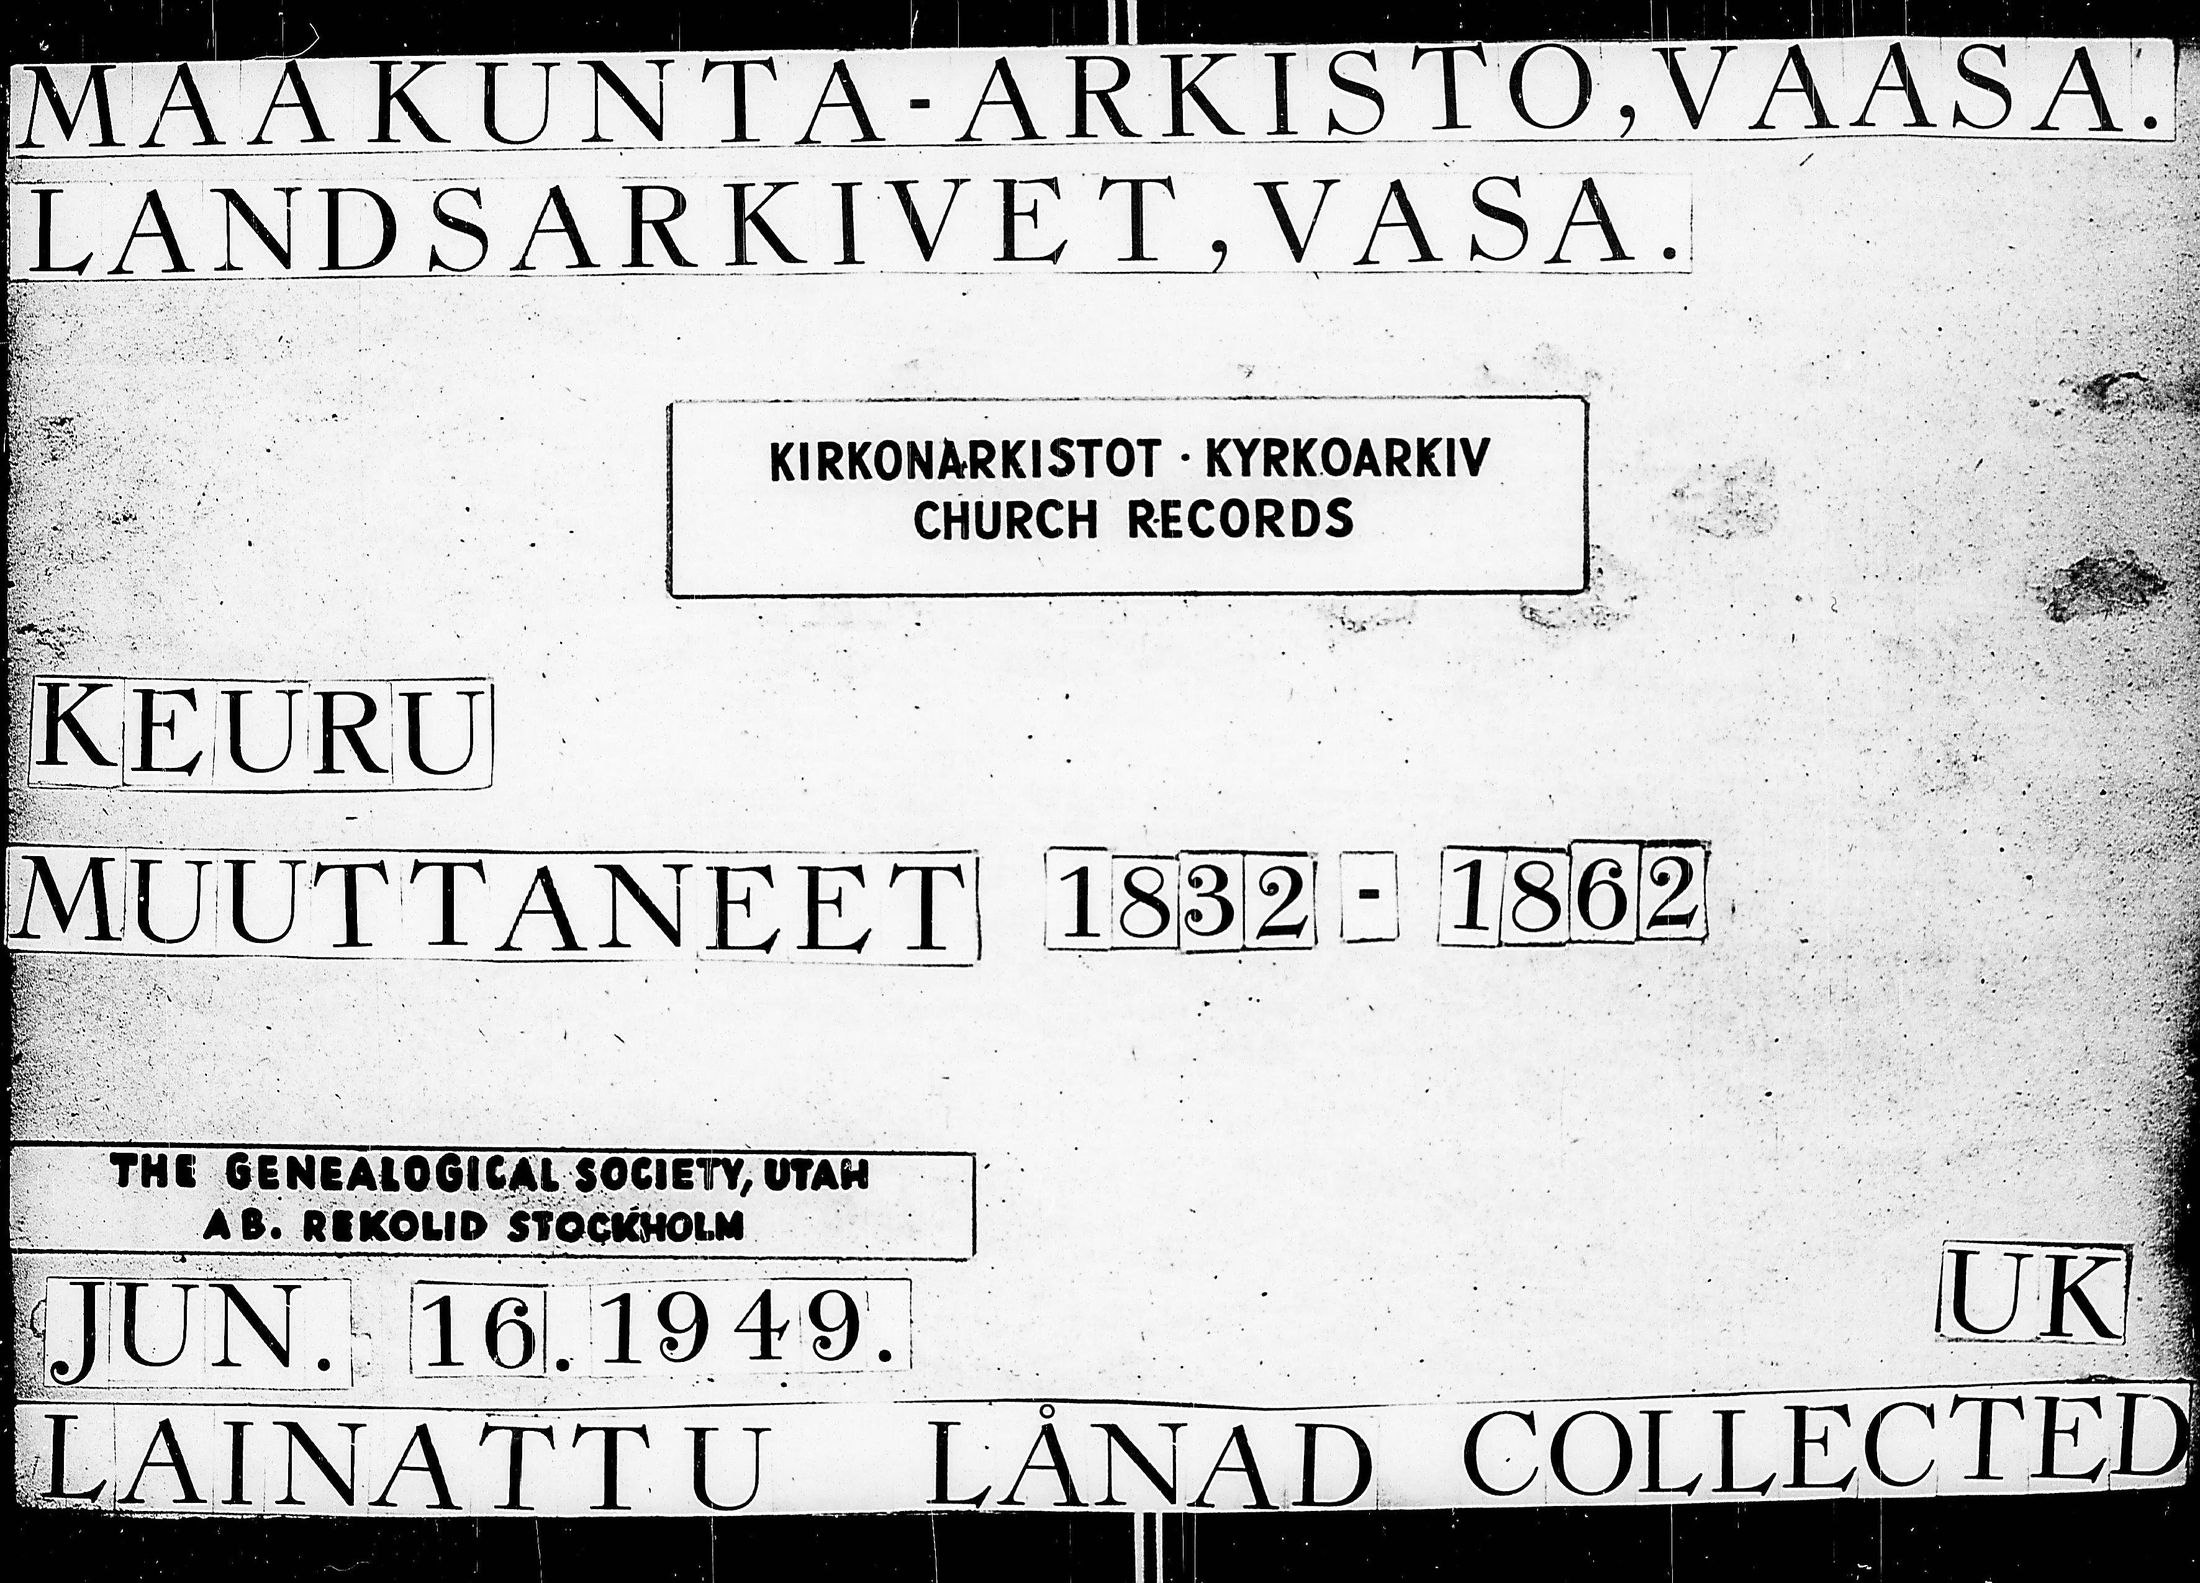 MAAKUNTA-ARKISTO, VAASA.
LANDSARKIVET, VASA.
KIRKONARKISTOT · KYRKOARKIV
CHURCH RECORDS
KEURU
MUUTTANEET 1832 - 1862
THE GENEALOGICAL SOCIETY, UTAH
AB. REKOLID STOCKHOLM
JUN. 16. 1949.
UK
LAINATTU LÅNAD COLLECTED